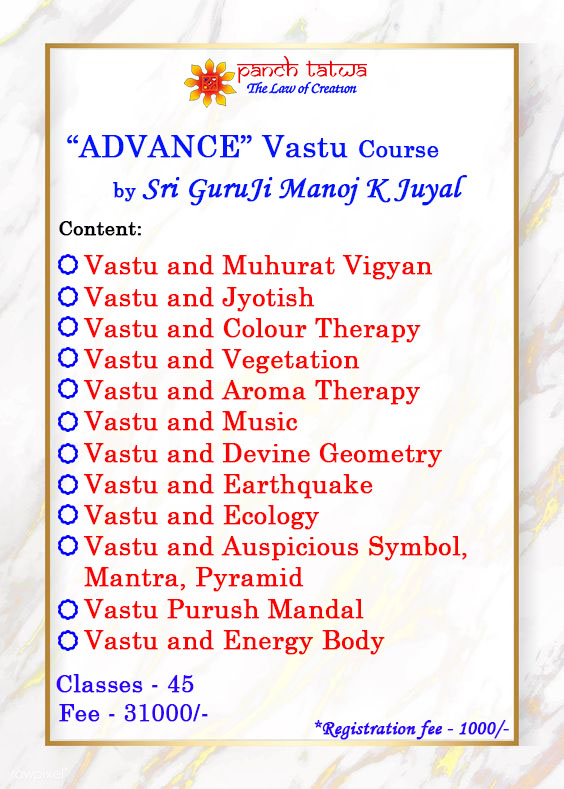 Panch Tatwa
The Law of Creation
“ADVANCE” Vastu Course
by Sri GuruJi Manoj K Juyal
Content:
Vastu and Muhurat Vigyan
Vastu and Jyotish
Vastu and Colour Therapy
Vastu and Vegetation
Vastu and Aroma Therapy
Vastu and Music
Vastu and Devine Geometry
Vastu and Earthquake
Vastu and Ecology
Vastu and Auspicious Symbol,
Mantra, Pyramid
Vastu Purush Mandal
Vastu and Energy Body
Classes - 45
Fee - 31000/-
*Registration fee - 1000/-
rawpixel